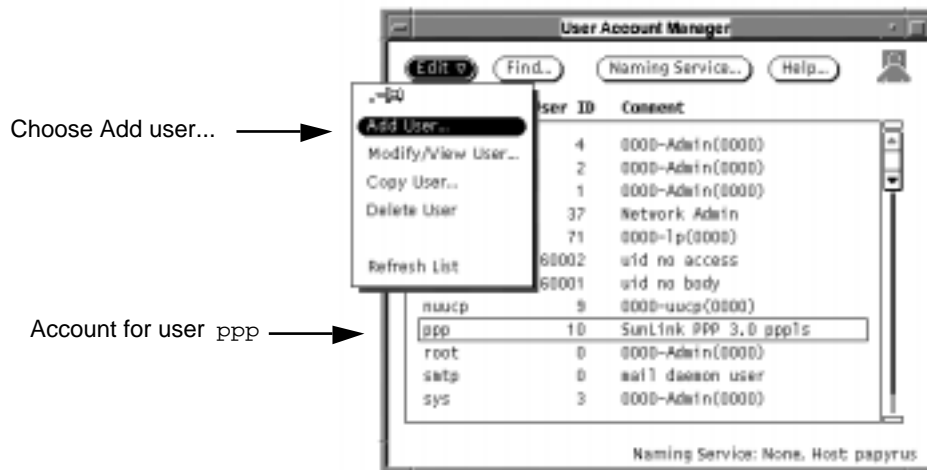 User Account Manager
Edit Find... Naming Service... Help...
User ID Comment
Choose Add user...
Add User...
Modify/View User...
Copy User...
Delete User
Refresh List
4 0000-Admin(0000)
2 0000-Admin(0000)
1 0000-Admin(0000)
37 Network Admin
71 0000-lp(0000)
60002 uid no access
60001 uid no body
nuucp 9 0000-uucp(0000)
Account for user ppp
ppp 10 SunLink PPP 3.0 pppls
root 0 0000-Admin(0000)
smtp 0 mail daemon user
sys 3 0000-Admin(0000)
Naming Service: None, Host: papyrus